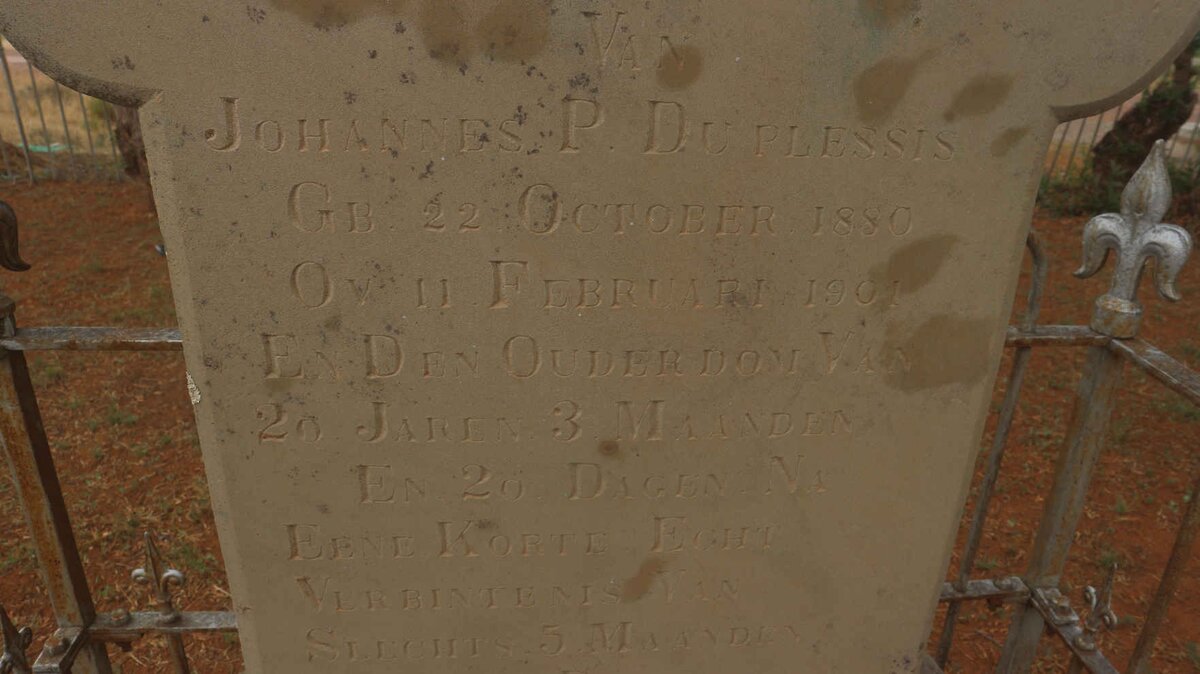 VAN
JOHANNES. P. DU PLESSIS
GB 22 OCTOBER 1880
OV 11 FEBRUARI 1901
EN DEN OUDERDOM VAN
20. JAREN. 3. MAANDEN
EN. 20. DAGEN. NA
EENE KORTE ECHT
VERBINTENIS VAN
SLECHTS. 5. MAANDEN